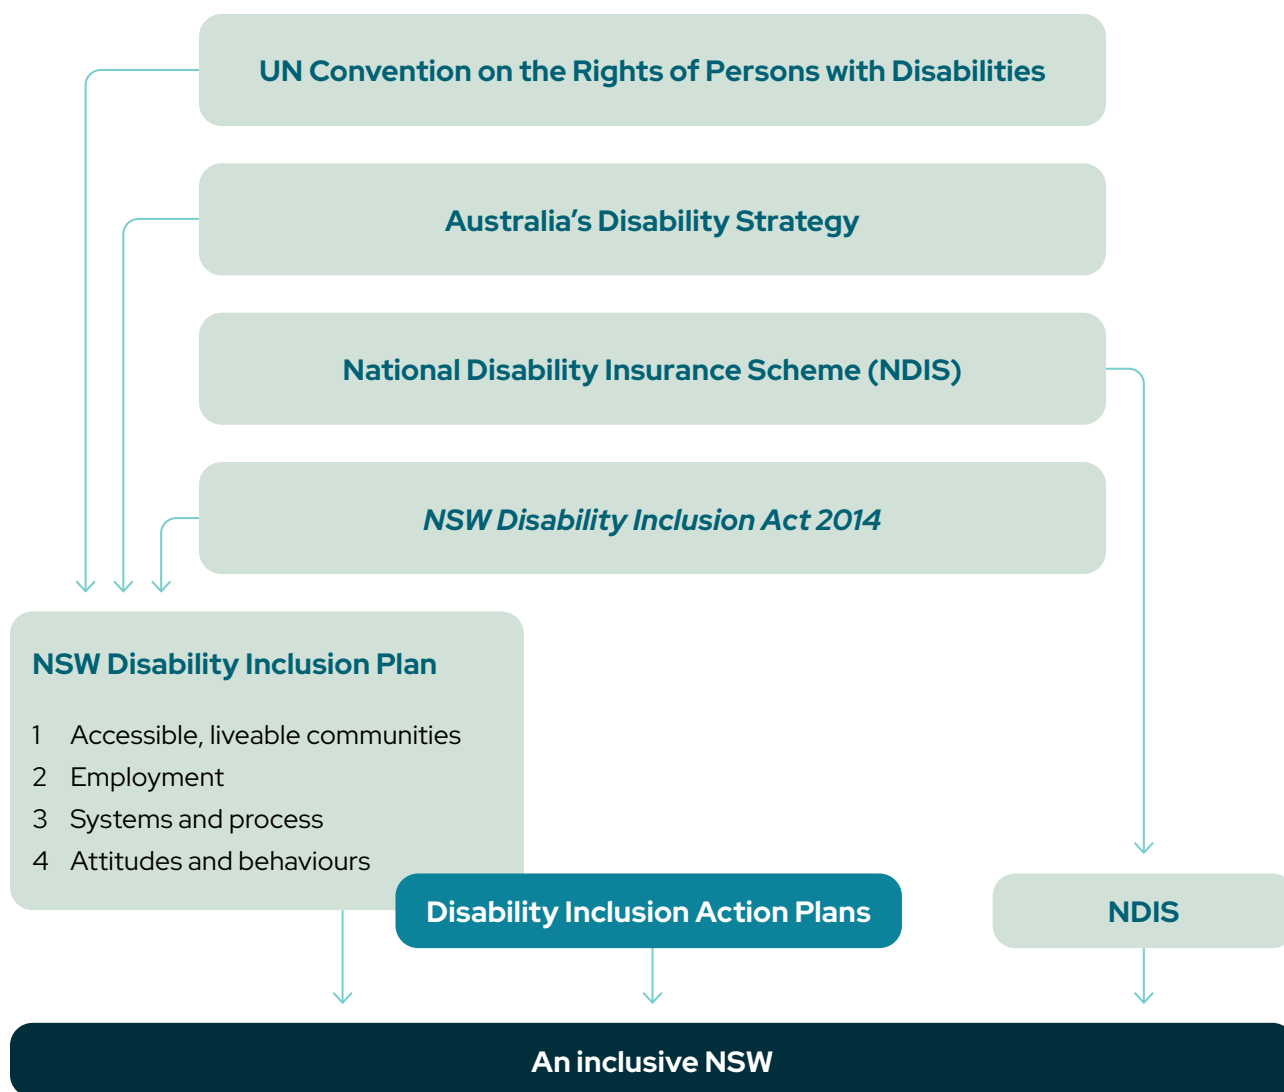 UN Convention on the Rights of Persons with Disabilities
Australia’s Disability Strategy
National Disability Insurance Scheme (NDIS)
NSW Disability Inclusion Act 2014
NSW Disability Inclusion Plan
1 Accessible, liveable communities
2 Employment
3 Systems and process
4 Attitudes and behaviours
Disability Inclusion Action Plans
NDIS
An inclusive NSW